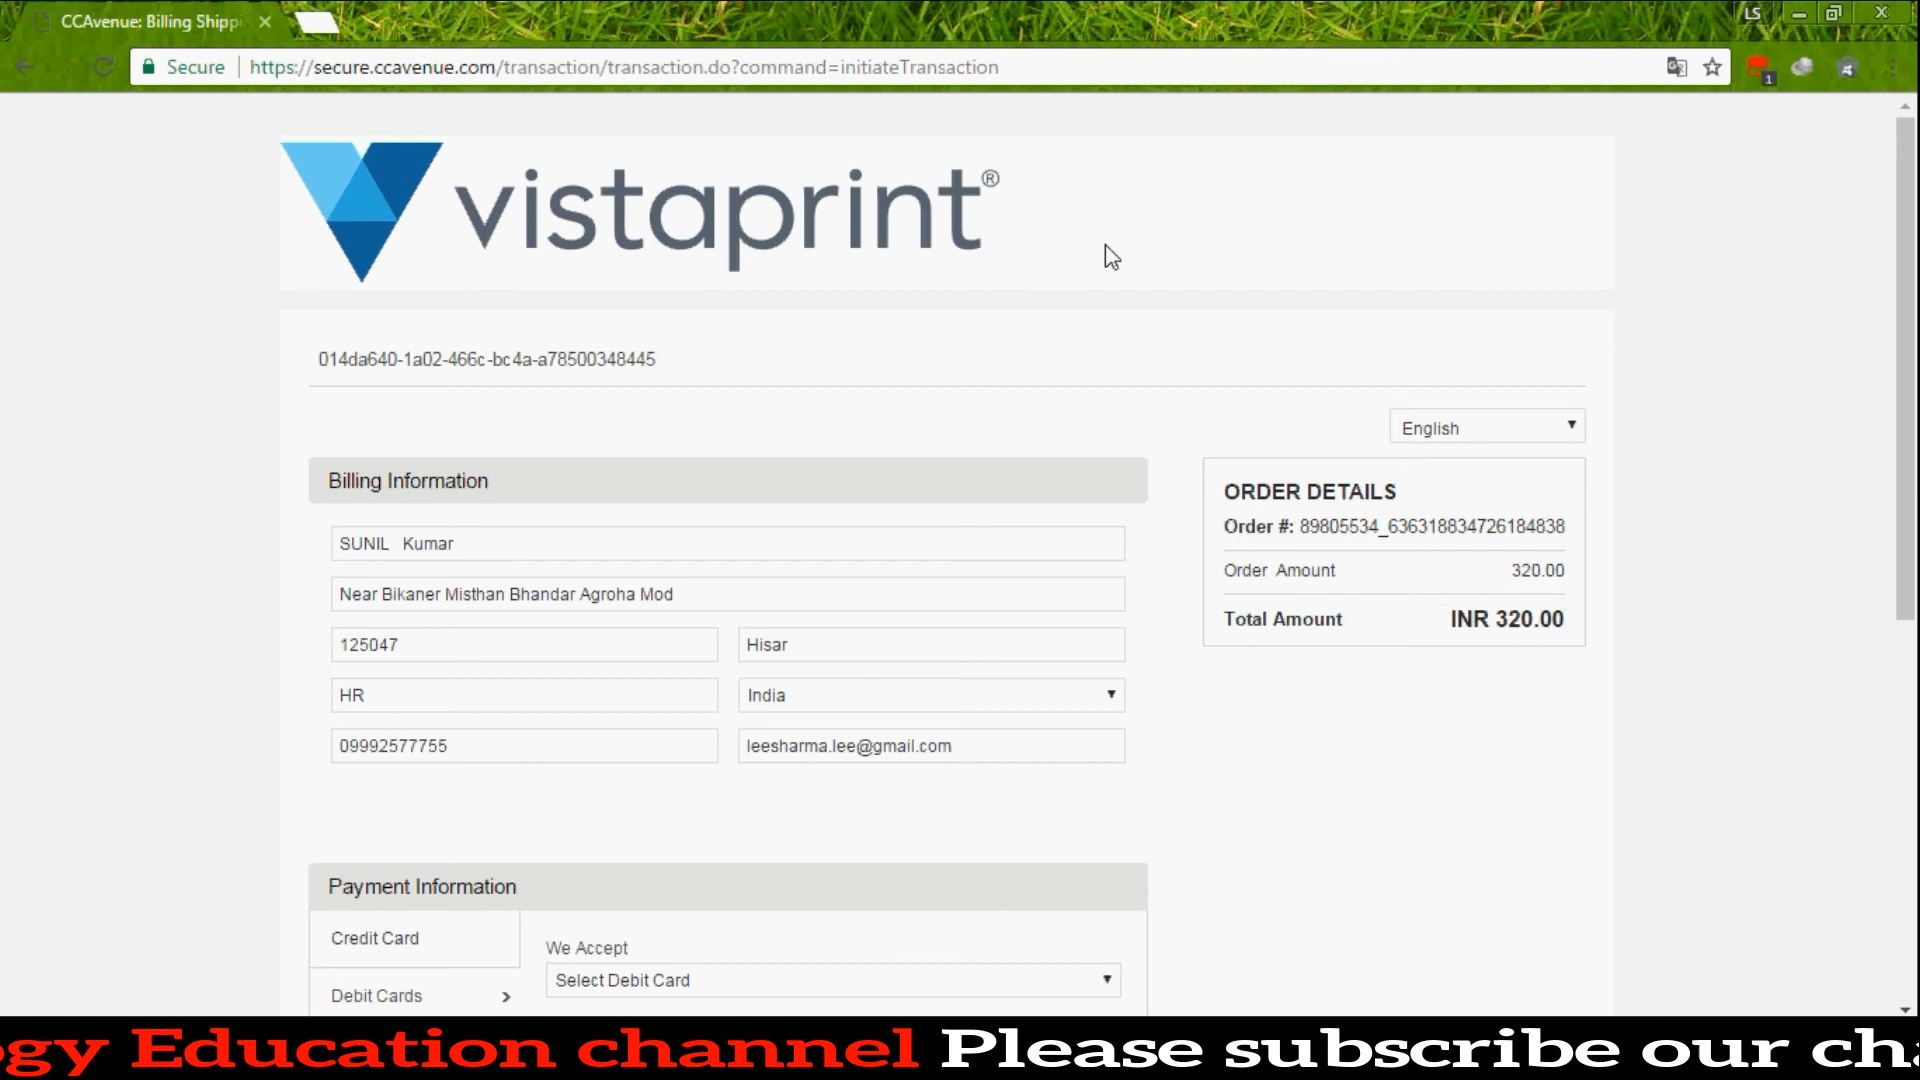 CCAvenue: Billing Shippi
LS
Secure
https://secure.ccavenue.com/transaction/transaction.do?command=initiateTransaction
1
vistaprint®
014da640-1a02-466c-bc4a-a78500348445
English
Billing Information
SUNIL Kumar
Near Bikaner Misthan Bhandar Agroha Mod
125047
Hisar
HR
India
09992577755
leesharma.lee@gmail.com
ORDER DETAILS
Order #: 89805534_636318834726184838
Order Amount 320.00
Total Amount INR 320.00
Payment Information
Credit Card
Debit Cards
We Accept
Select Debit Card
gy Education channel Please subscribe our cha